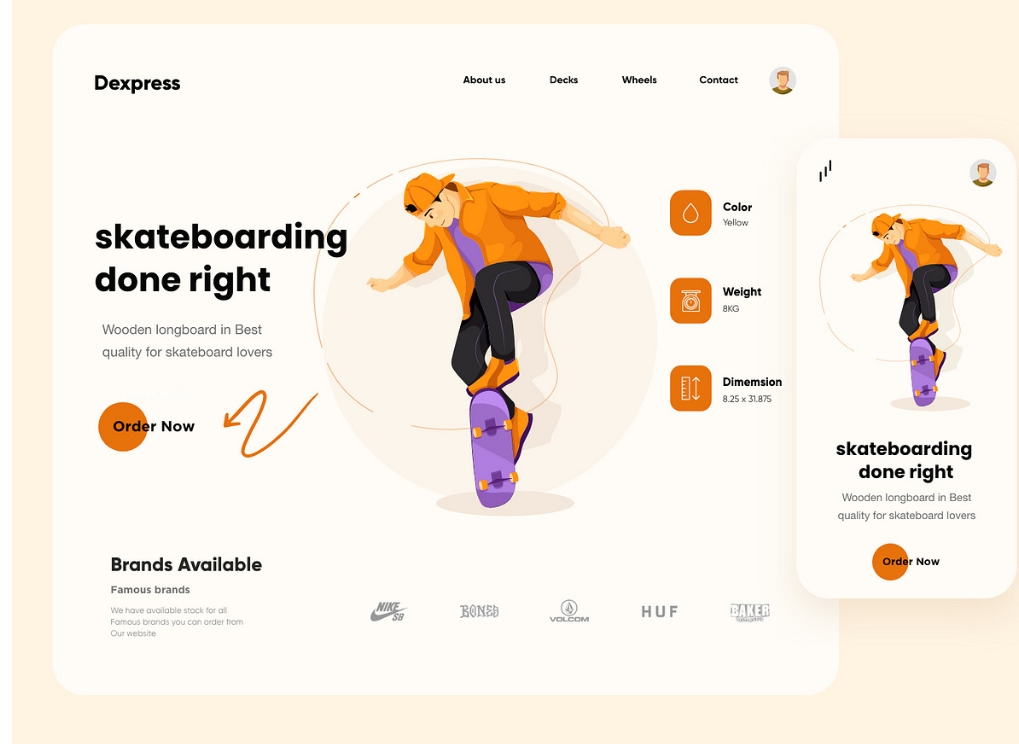 Dexpress
About us Decks Wheels Contact
skateboarding
done right
Wooden longboard in Best
quality for skateboard lovers
Order Now
Color
Yellow
Weight
8KG
Dimemsion
8.25 x 31.875
Brands Available
Famous brands
We have available stock for all
Famous brands you can order from
Our website
NIKE
SB
BONES
VOLCOM
HUF
BAKER
skateboarding
done right
Wooden longboard in Best
quality for skateboard lovers
Order Now